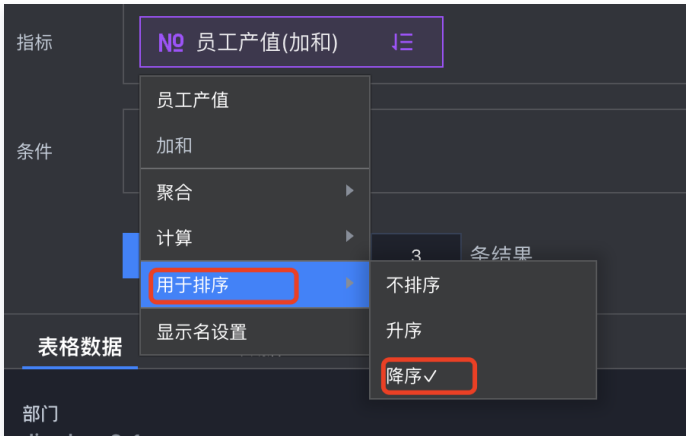 指标
NO 员工产值(加和)
员工产值
加和
条件
聚合
计算
3 条结果
用于排序
不排序
显示名设置
升序
表格数据
降序✓
部门